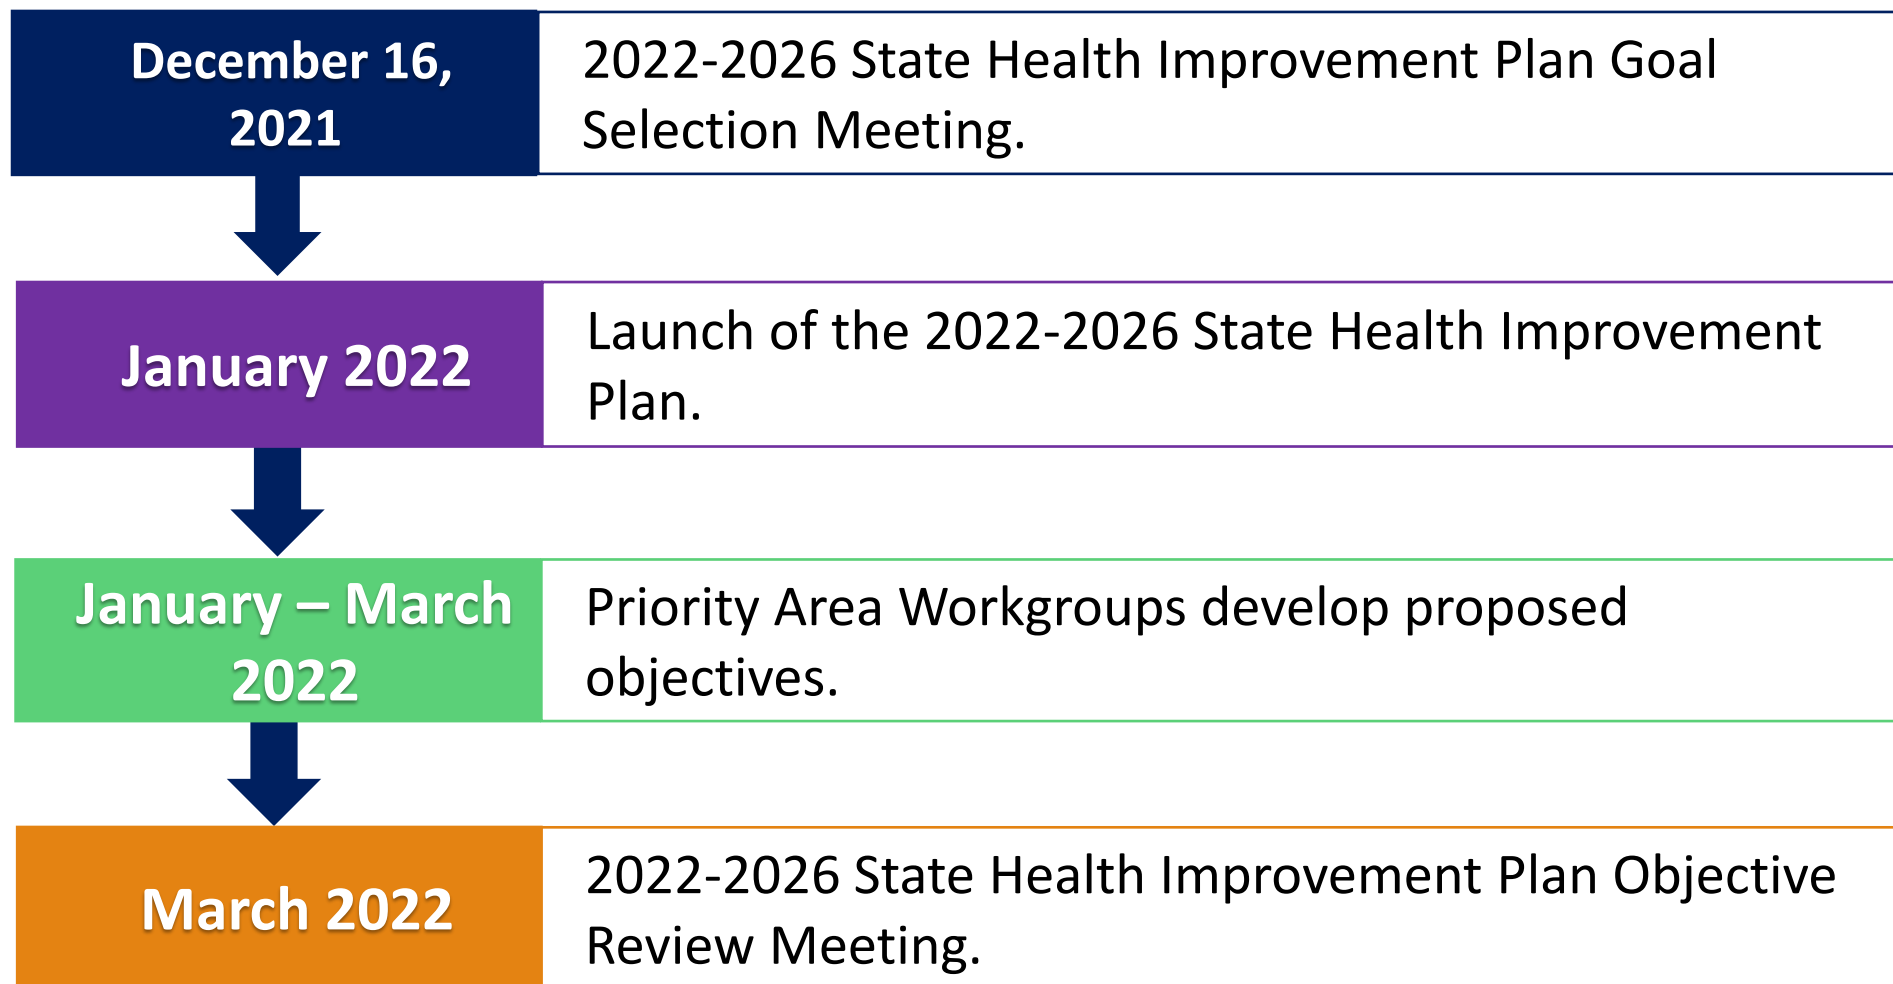 December 16,
2021
2022-2026 State Health Improvement Plan Goal
Selection Meeting.
January 2022
Launch of the 2022-2026 State Health Improvement
Plan.
January – March
2022
Priority Area Workgroups develop proposed
objectives.
March 2022
2022-2026 State Health Improvement Plan Objective
Review Meeting.